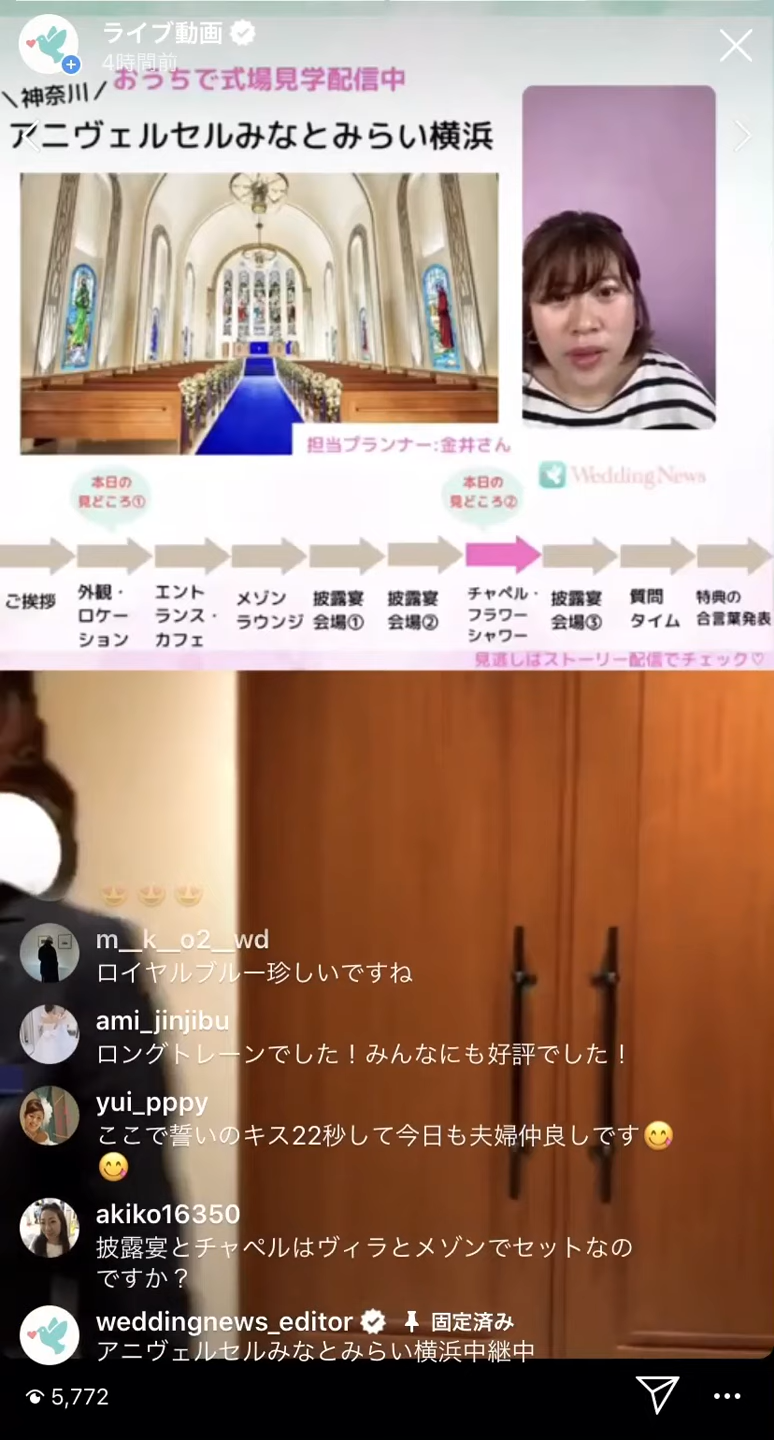 ライブ動画
4時間前
おうちで式場見学配信中
＼神奈川／
アニヴェルセルみなとみらい横浜
担当プランナー:金井さん
WeddingNews
本日の
見どころ①
本日の
見どころ②
ご挨拶
外観・
ロケー
ション
エント
ランス・
カフェ
メゾン
ラウンジ
披露宴
会場①
披露宴
会場②
チャペル・
フラワー
シャワー
披露宴
会場③
質問
タイム
特典の
合言葉発表
見逃しはストーリー配信でチェック♡
🤩 🤩 🤩
m__k__o2__wd
ロイヤルブルー珍しいですね
ami_jinjibu
ロングトレーンでした！みんなにも好評でした！
yui_pppy
ここで誓いのキス22秒して今日も夫婦仲良しです😋
😋
akiko16350
披露宴とチャペルはヴィラとメゾンでセットなの
ですか？
weddingnews_editor 固定済み
アニヴェルセルみなとみらい横浜中継中
5,772